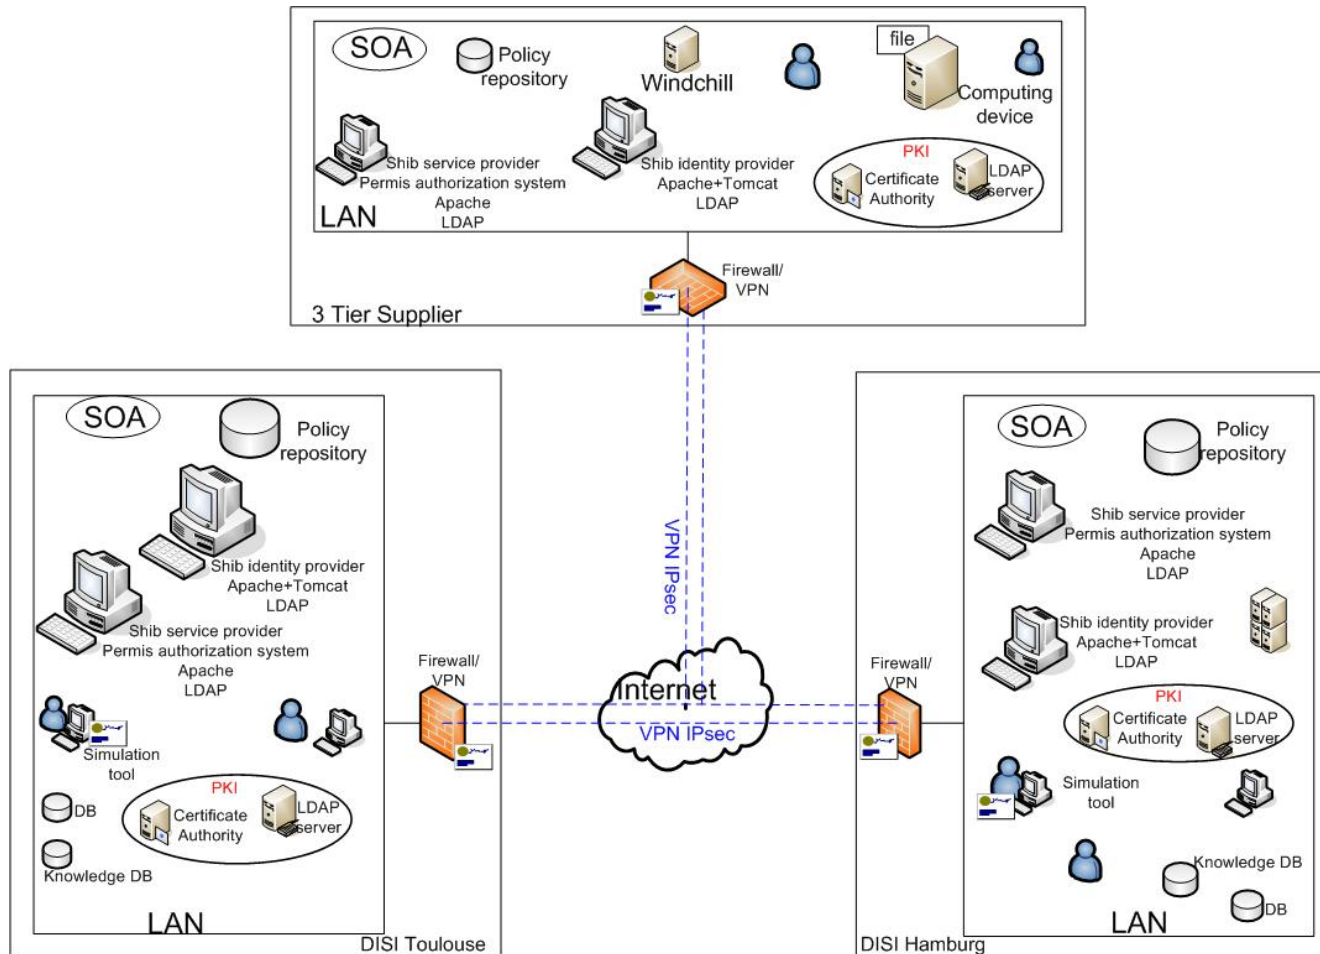 SOA
Policy
repository
Windchill
file
Computing
device
Shib service provider
Permis authorization system
Apache
LDAP
Shib identity provider
Apache+Tomcat
LDAP
PKI
Certificate
Authority
LDAP
server
LAN
Firewall/
VPN
3 Tier Supplier
VPN IPsec
SOA
Policy
repository
Shib identity provider
Apache+Tomcat
LDAP
Shib service provider
Permis authorization system
Apache
LDAP
Simulation
tool
PKI
Certificate
Authority
LDAP
server
DB
Knowledge DB
LAN
DISI Toulouse
Firewall/
VPN
Internet
VPN IPsec
Firewall/
VPN
SOA
Policy
repository
Shib service provider
Permis authorization system
Apache
LDAP
Shib identity provider
Apache+Tomcat
LDAP
PKI
Certificate
Authority
LDAP
server
Simulation
tool
Knowledge DB
DB
LAN
DISI Hamburg